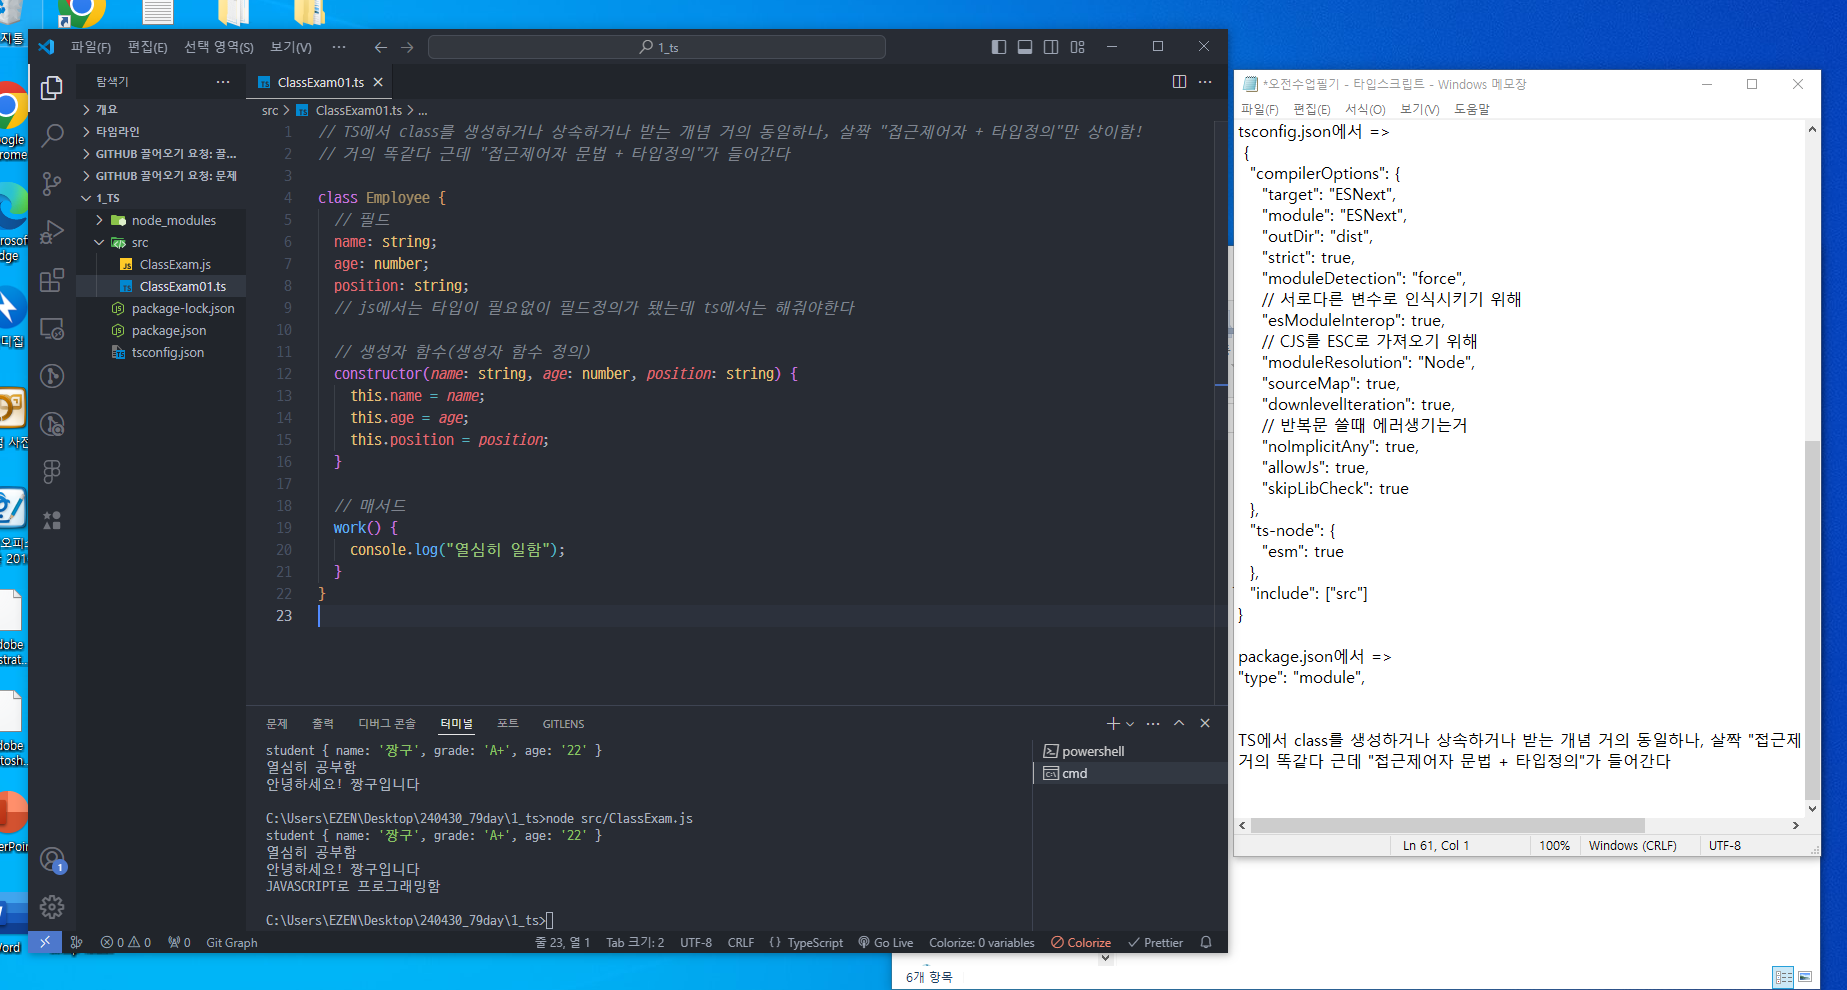 지통
파일(F) 편집(E) 선택 영역(S) 보기(V) ··· 1_ts
탐색기
개요
타임라인
GITHUB 끌어오기 요청: 끌...
GITHUB 끌어오기 요청: 문제
1_TS
node_modules
src
ClassExam.js
ClassExam01.ts
package-lock.json
package.json
tsconfig.json
1
ClassExam01.ts
src > ClassExam01.ts > ...
1 // TS에서 class를 생성하거나 상속하거나 받는 개념 거의 동일하나, 살짝 "접근제어자 + 타입정의"만 상이함!
2 // 거의 똑같다 근데 "접근제어자 문법 + 타입정의"가 들어간다
3
4 class Employee {
5 // 필드
6 name: string;
7 age: number;
8 position: string;
9 // js에서는 타입이 필요없이 필드정의가 됐는데 ts에서는 해줘야한다
10
11 // 생성자 함수(생성자 함수 정의)
12 constructor(name: string, age: number, position: string) {
13 this.name = name;
14 this.age = age;
15 this.position = position;
16 }
17
18 // 매서드
19 work() {
20 console.log("열심히 일함");
21 }
22 }
23
문제 출력 디버그 콘솔 터미널 포트 GITLENS
student { name: '짱구', grade: 'A+', age: '22' }
열심히 공부함
안녕하세요! 짱구입니다
C:\Users\EZEN\Desktop\240430_79day\1_ts>node src/ClassExam.js
student { name: '짱구', grade: 'A+', age: '22' }
열심히 공부함
안녕하세요! 짱구입니다
JAVASCRIPT로 프로그래밍함
C:\Users\EZEN\Desktop\240430_79day\1_ts>
powershell
cmd
0 0 0 Git Graph 줄 23, 열 1 Tab 크기: 2 UTF-8 CRLF {} TypeScript Go Live Colorize: 0 variables Colorize Prettier
*오전수업필기 - 타입스크립트 - Windows 메모장
파일(F) 편집(E) 서식(O) 보기(V) 도움말
tsconfig.json에서 =>
{
"compilerOptions": {
"target": "ESNext",
"module": "ESNext",
"outDir": "dist",
"strict": true,
"moduleDetection": "force",
// 서로다른 변수로 인식시키기 위해
"esModuleInterop": true,
// CJS를 ESC로 가져오기 위해
"moduleResolution": "Node",
"sourceMap": true,
"downlevelIteration": true,
// 반복문 쓸때 에러생기는거
"noImplicitAny": true,
"allowJs": true,
"skipLibCheck": true
},
"ts-node": {
"esm": true
},
"include": ["src"]
}
package.json에서 =>
"type": "module",
TS에서 class를 생성하거나 상속하거나 받는 개념 거의 동일하나, 살짝 "접근제
거의 똑같다 근데 "접근제어자 문법 + 타입정의"가 들어간다
Ln 61, Col 1 100% Windows (CRLF) UTF-8
6개 항목